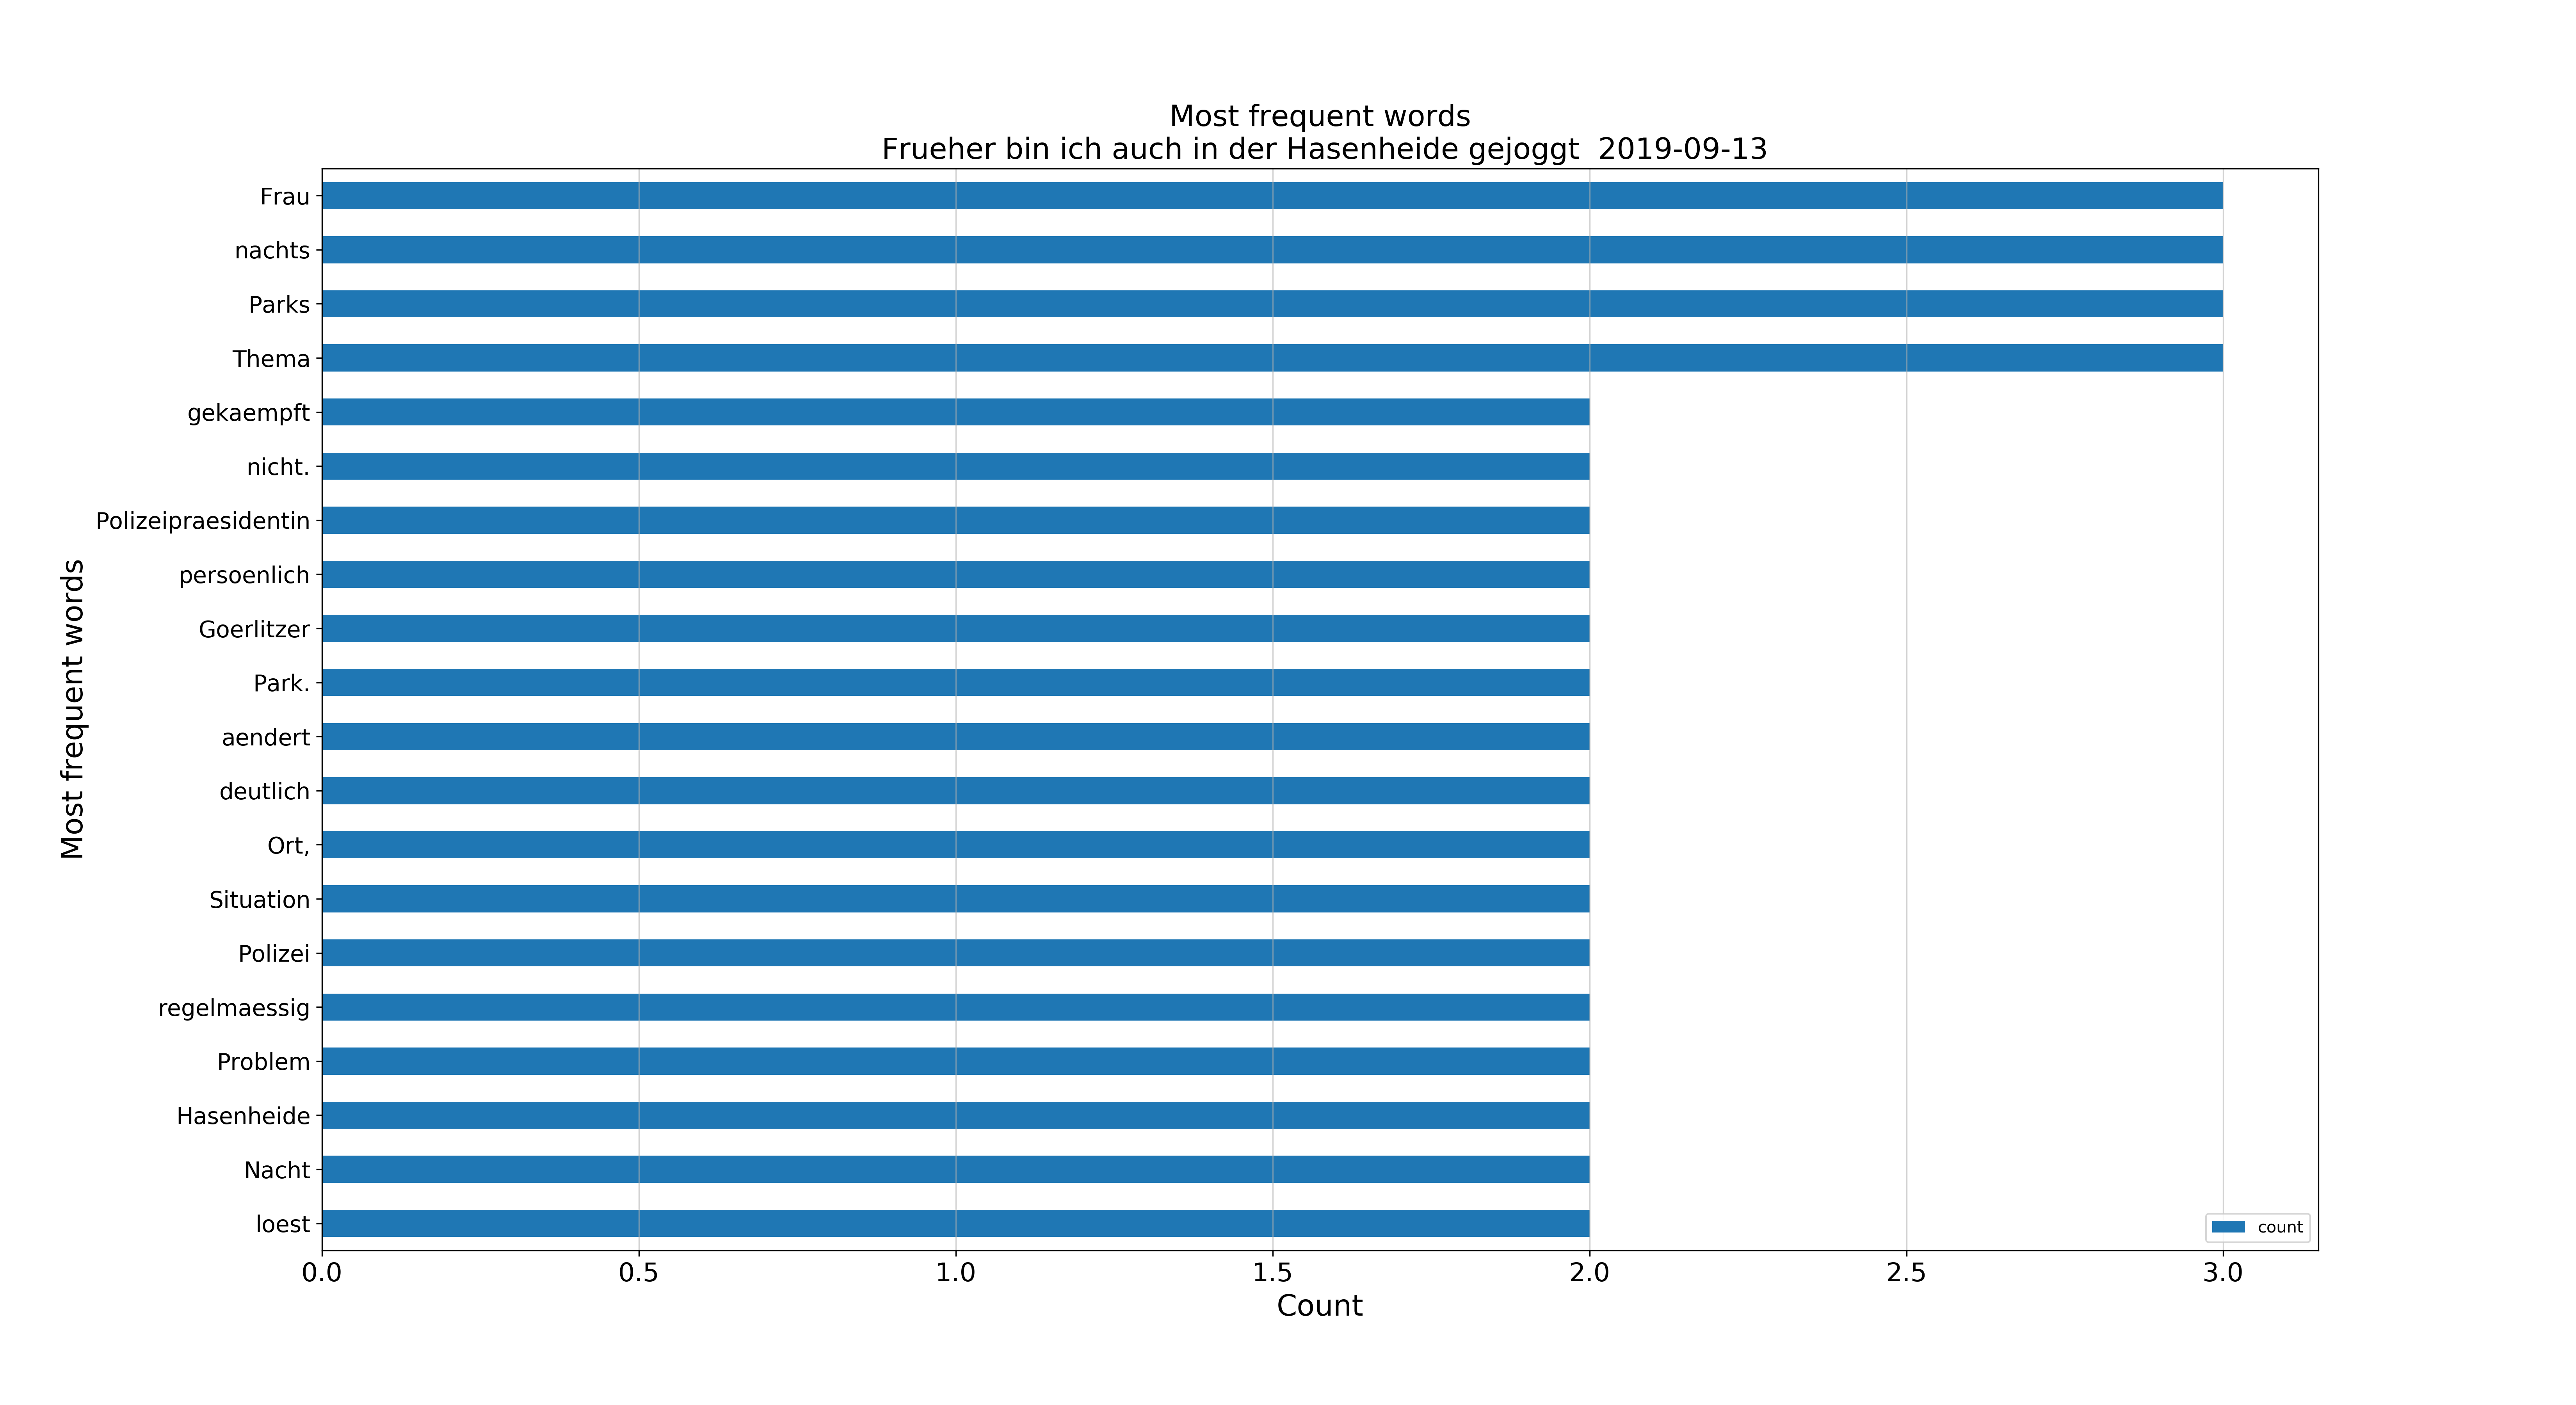 Most frequent words
Frueher bin ich auch in der Hasenheide gejoggt  2019-09-13
Most frequent words
Frau
nachts
Parks
Thema
gekaempft
nicht.
Polizeipraesidentin
persoenlich
Goerlitzer
Park.
aendert
deutlich
Ort,
Situation
Polizei
regelmaessig
Problem
Hasenheide
Nacht
loest
count
0.0 0.5 1.0 1.5 2.0 2.5 3.0
Count